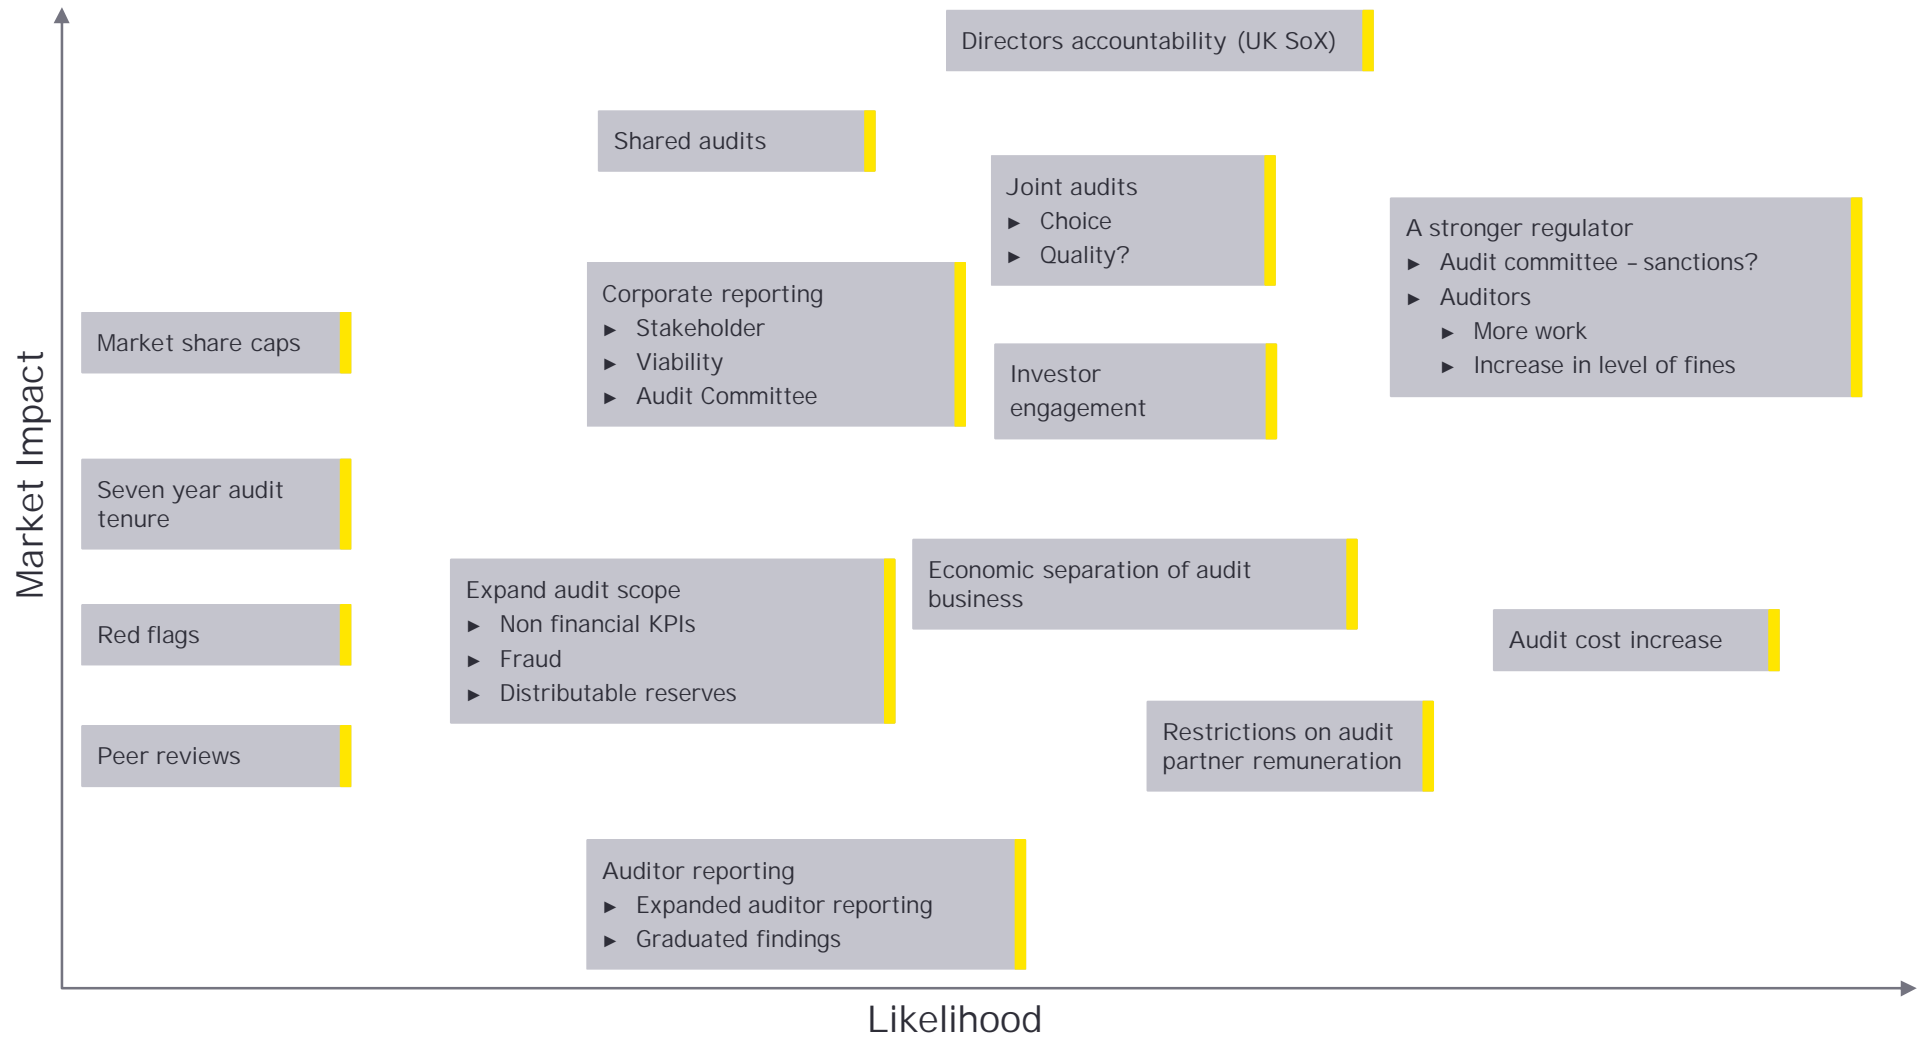 Directors accountability (UK SoX)
Shared audits
Joint audits
► Choice
► Quality?
A stronger regulator
► Audit committee – sanctions?
► Auditors
► More work
► Increase in level of fines
Corporate reporting
► Stakeholder
► Viability
► Audit Committee
Market share caps
Investor
engagement
Market Impact
Seven year audit
tenure
Economic separation of audit
business
Expand audit scope
► Non financial KPIs
► Fraud
► Distributable reserves
Red flags
Audit cost increase
Restrictions on audit
partner remuneration
Peer reviews
Auditor reporting
► Expanded auditor reporting
► Graduated findings
Likelihood